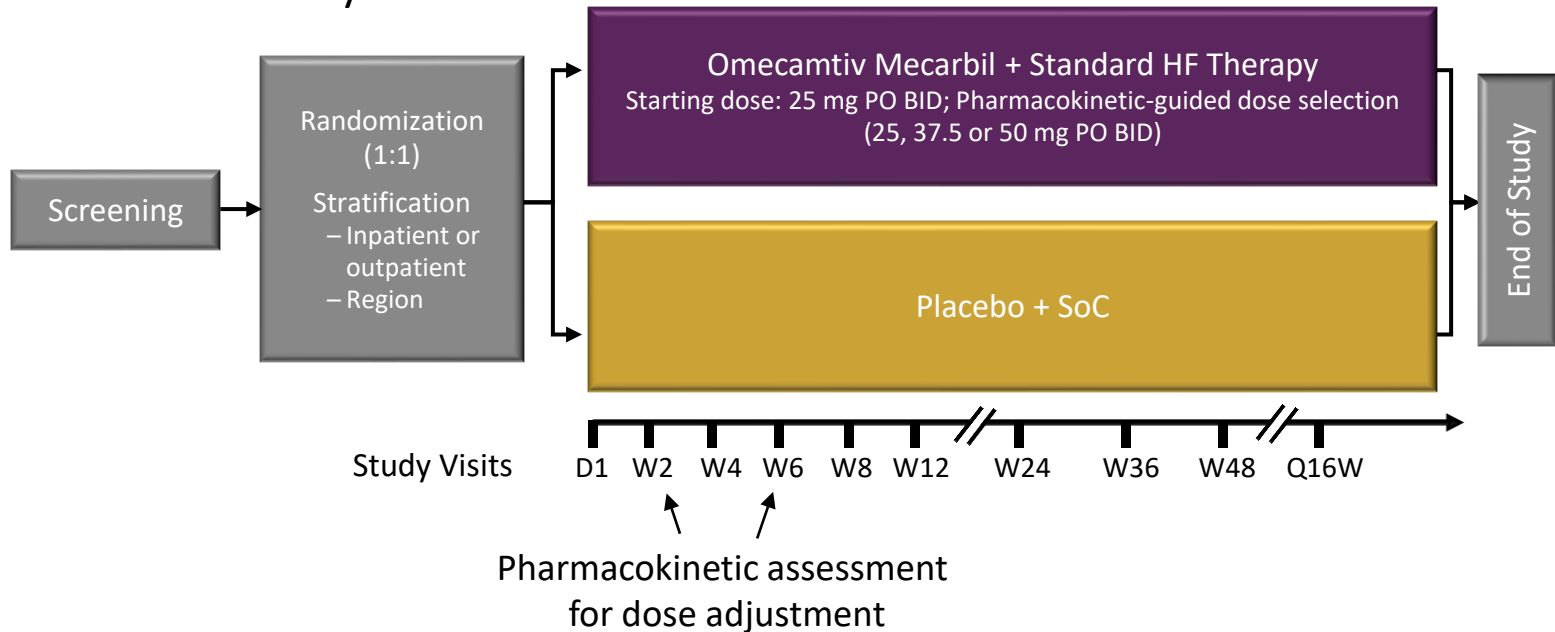 Screening
Randomization
(1:1)
Stratification
– Inpatient or
outpatient
– Region
Omecamtiv Mecarbil + Standard HF Therapy
Starting dose: 25 mg PO BID; Pharmacokinetic-guided dose selection
(25, 37.5 or 50 mg PO BID)
Placebo + SoC
End of Study
Study Visits
D1 W2 W4 W6 W8 W12 W24 W36 W48 Q16W
Pharmacokinetic assessment
for dose adjustment